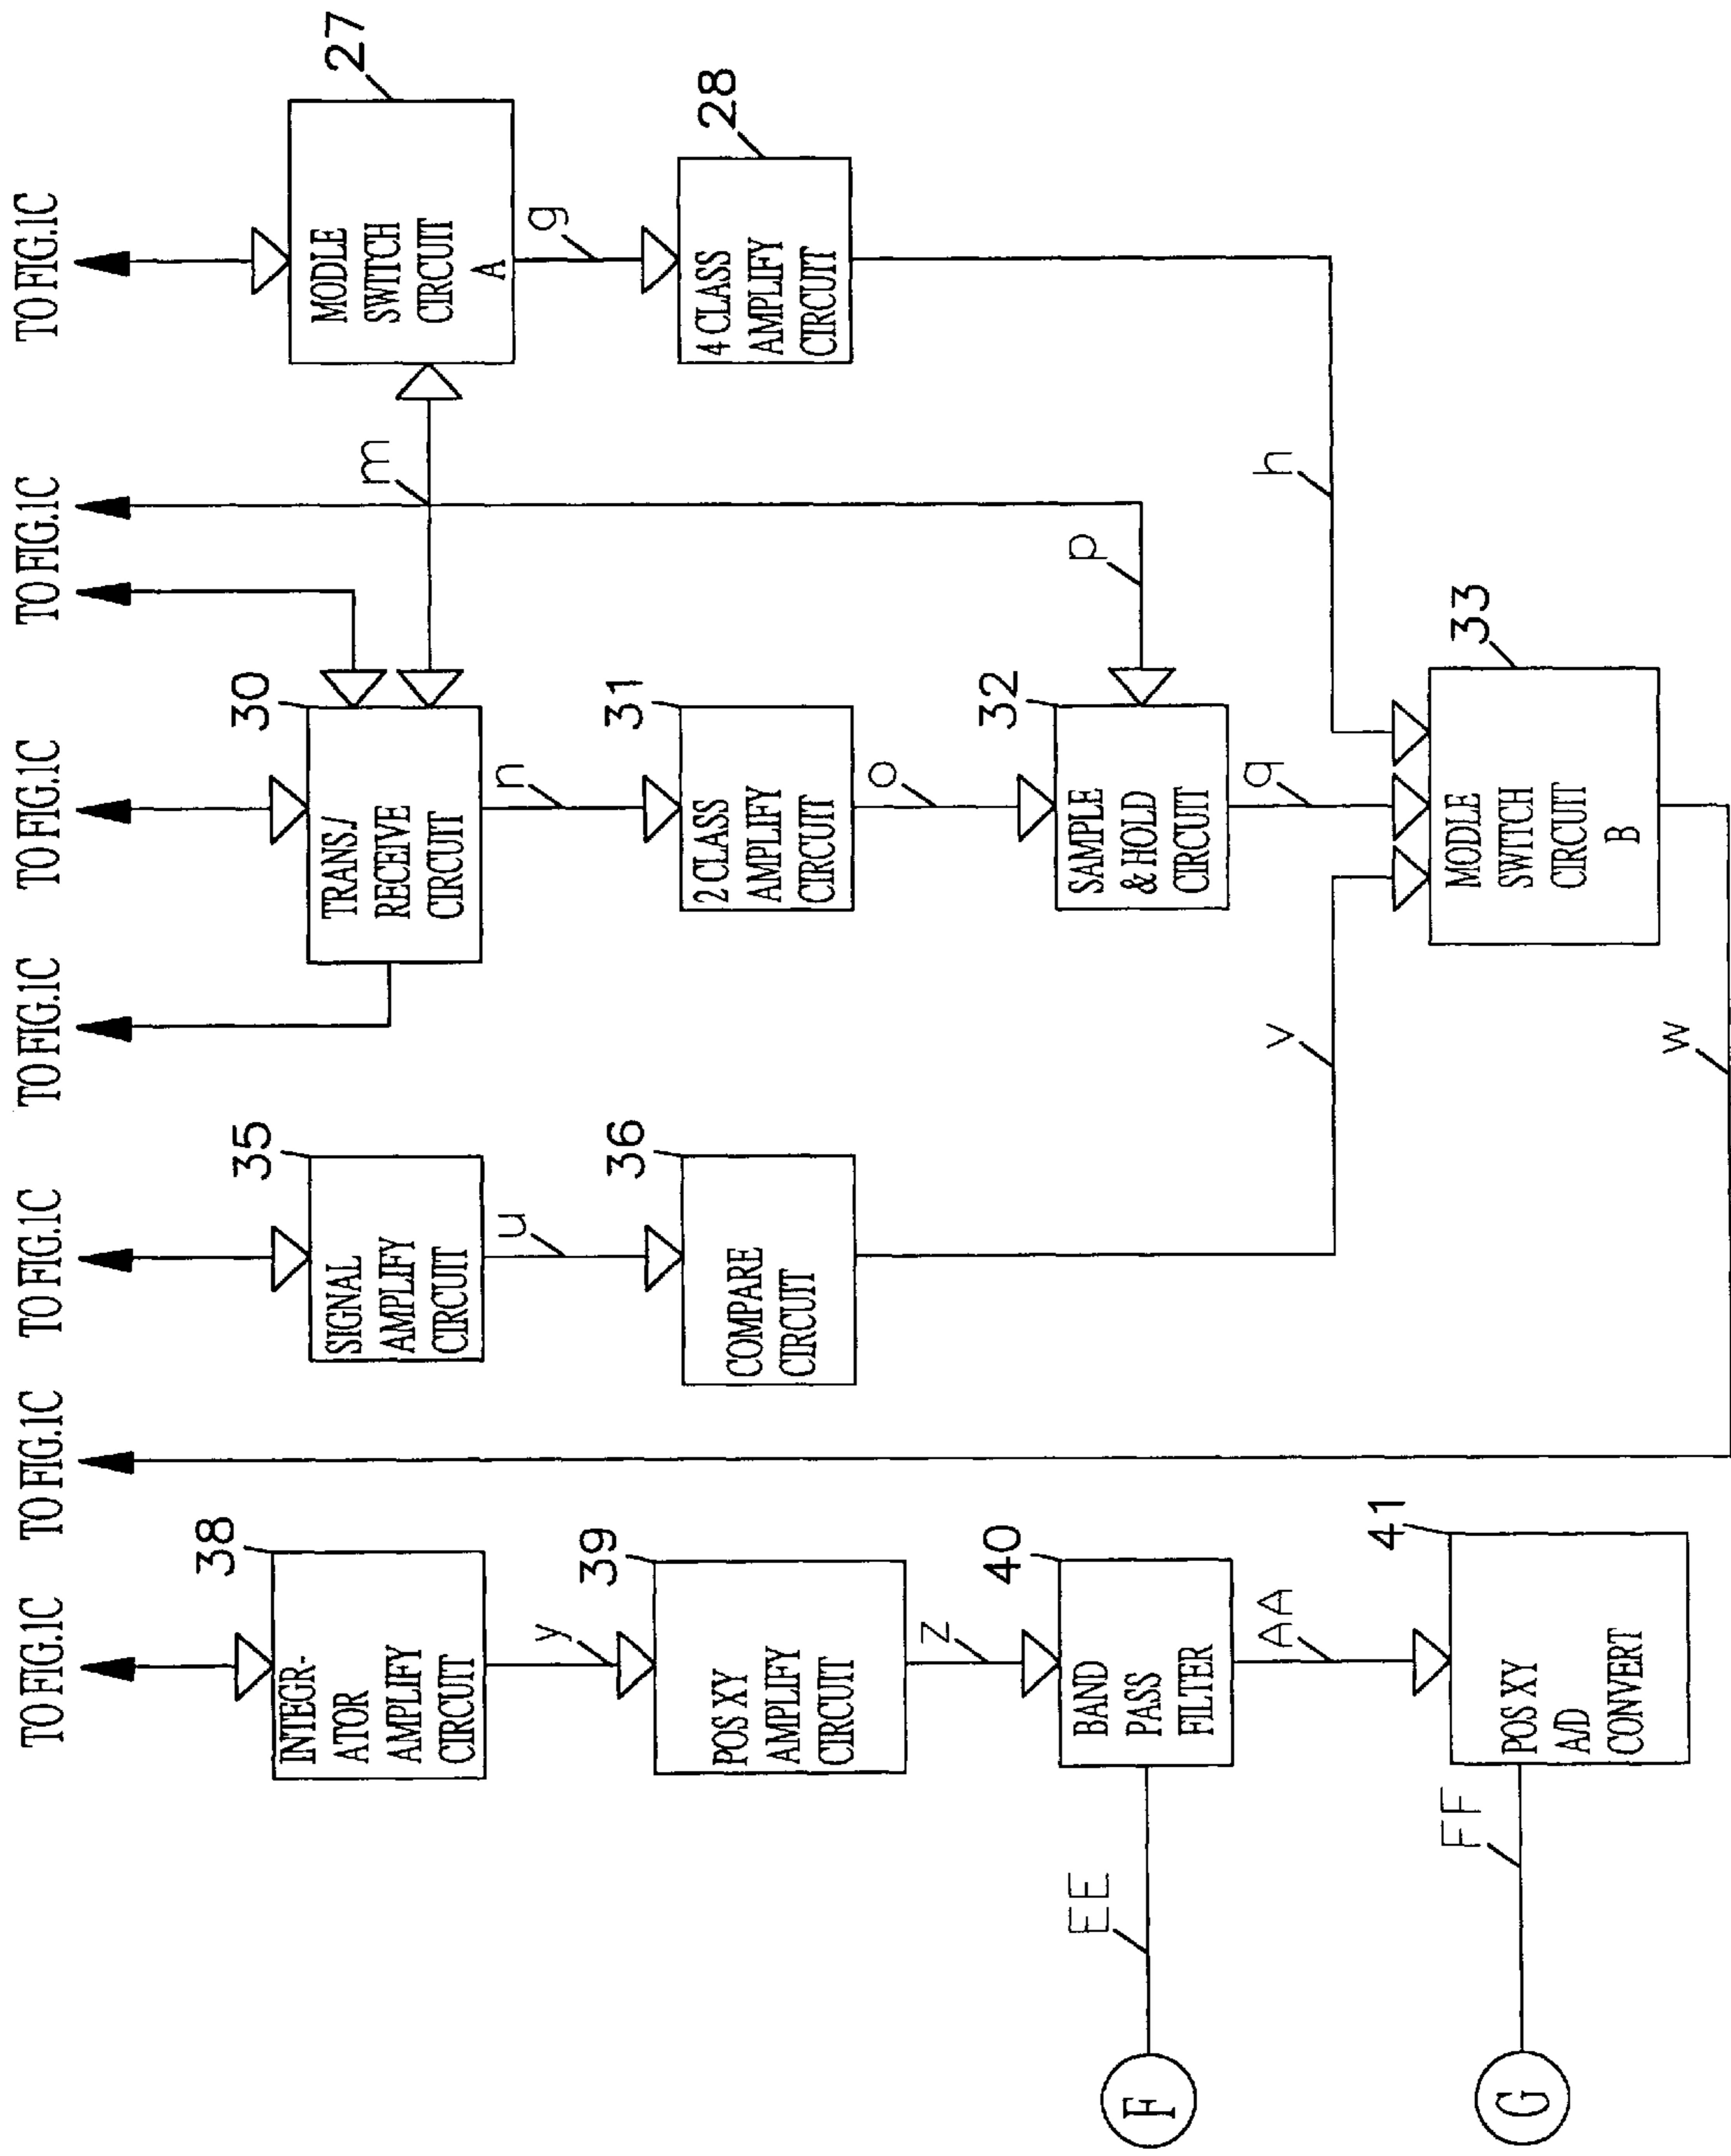 TO FIG.1C
TO FIG.1C
TO FIG.1C
TO FIG.1C
TO FIG.1C
TO FIG.1C
TO FIG.1C
38
INTEGR-
ATOR
AMPLIFY
CIRCUIT
35
SIGNAL
AMPLIFY
CIRCUIT
30
TRANS./
RECEIVE
CIRCUIT
m
27
MODLE
SWITCH
CIRCUIT
A
y
u
n
g
39
POS XY
AMPLIFY
CIRCUIT
36
COMPARE
CIRCUIT
31
2 CLASS
AMPLIFY
CIRCUIT
28
4 CLASS
AMPLIFY
CIRCUIT
z
o
p
F
EE
40
BAND
PASS
FILTER
32
SAMPLE
& HOLD
CIRCUIT
AA
v
q
h
G
FF
41
POS XY
A/D
CONVERT
33
MODLE
SWITCH
CIRCUIT
B
w